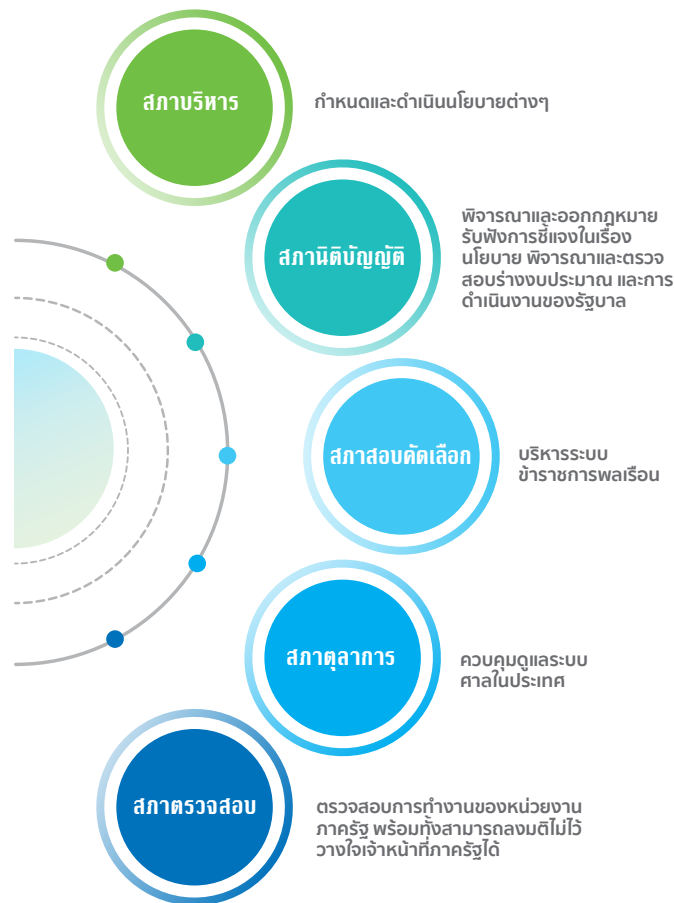 สภาบริหาร
กำหนดและดำเนินนโยบายต่างๆ
สภานิติบัญญัติ
พิจารณาและออกกฎหมาย
รับฟังการชี้แจงในเรื่อง
นโยบาย พิจารณาและตรวจ
สอบร่างงบประมาณ และการ
ดำเนินงานของรัฐบาล
สภาสอบคัดเลือก
บริหารระบบ
ข้าราชการพลเรือน
สภาตุลาการ
ควบคุมดูแลระบบ
ศาลในประเทศ
สภาตรวจสอบ
ตรวจสอบการทำงานของหน่วยงาน
ภาครัฐ พร้อมทั้งสามารถลงมติไม่ไว้
วางใจเจ้าหน้าที่ภาครัฐได้